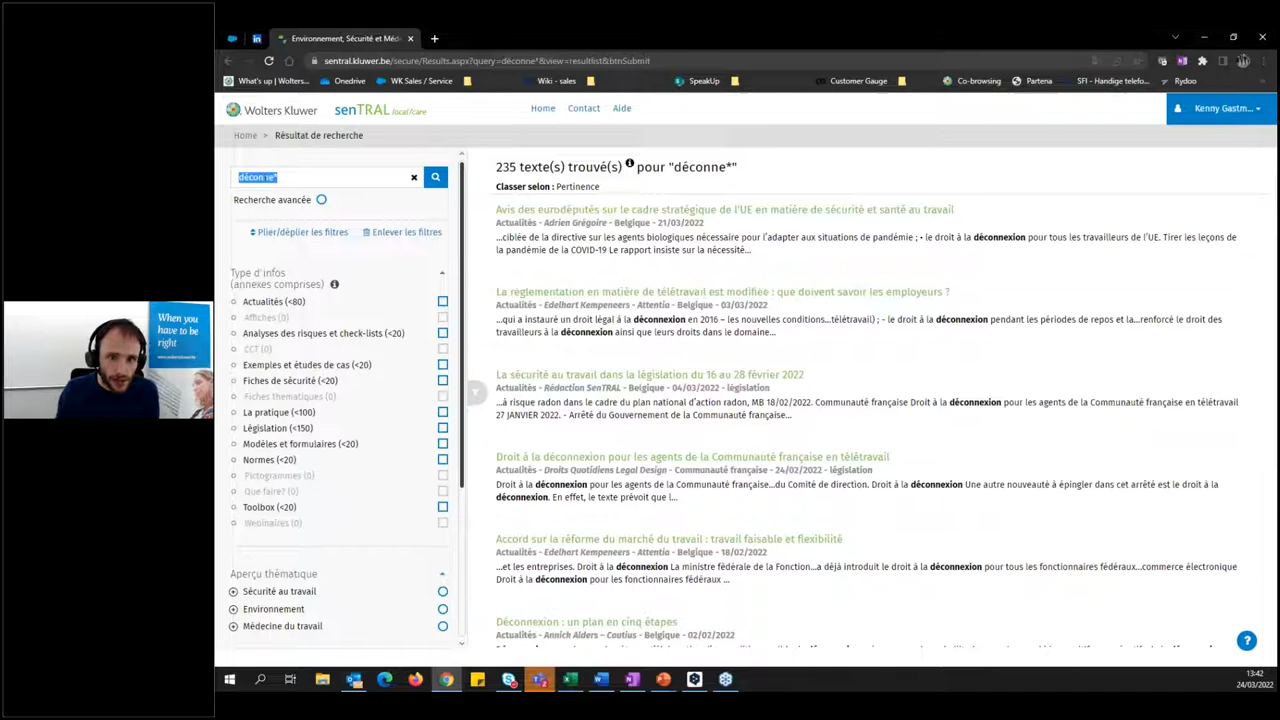 Environnement, Sécurité et Méd
sentral.kluwer.be/secure/Results.aspx?query=déconne*&view=resultlist&btnSubmit
What's up | Wolters... Onedrive WK Sales / Service Wiki - sales SpeakUp Customer Gauge Co-browsing Partena SFI - Handige telefo... Rydoo
Wolters Kluwer senTRAL local/care Home Contact Aide Kenny Gastm...
Home > Résultat de recherche
déconne*
Recherche avancée
Plier/déplier les filtres Enlever les filtres
Type d'infos
(annexes comprises)
Actualités (<80)
Affiches (0)
Analyses des risques et check-lists (<20)
CCT (0)
Exemples et études de cas (<20)
Fiches de sécurité (<20)
Fiches thematiques (0)
La pratique (<100)
Législation (<150)
Modèles et formulaires (<20)
Normes (<20)
Pictogrammes (0)
Que faire? (0)
Toolbox (<20)
Webinaires (0)
Aperçu thématique
Sécurité au travail
Environnement
Médecine du travail
235 texte(s) trouvé(s) pour "déconne*"
Classer selon : Pertinence
Avis des eurodéputés sur le cadre stratégique de l'UE en matière de sécurité et santé au travail
Actualités - Adrien Grégoire - Belgique - 21/03/2022
...ciblée de la directive sur les agents biologiques nécessaire pour l'adapter aux situations de pandémie ; • le droit à la déconnexion pour tous les travailleurs de l'UE. Tirer les leçons de
la pandémie de la COVID-19 Le rapport insiste sur la nécessité...
La réglementation en matière de télétravail est modifiée : que doivent savoir les employeurs ?
Actualités - Edelhart Kempeneers - Attentia - Belgique - 03/03/2022
...qui a instauré un droit légal à la déconnexion en 2016 – les nouvelles conditions...télétravail) ; - le droit à la déconnexion pendant les périodes de repos et la...renforcé le droit des
travailleurs à la déconnexion ainsi que leurs droits dans le domaine...
La sécurité au travail dans la législation du 16 au 28 février 2022
Actualités - Rédaction SenTRAL - Belgique - 04/03/2022 - législation
...à risque radon dans le cadre du plan national d'action radon, MB 18/02/2022. Communauté française Droit à la déconnexion pour les agents de la Communauté française en télétravail
27 JANVIER 2022. - Arrêté du Gouvernement de la Communauté française...
Droit à la déconnexion pour les agents de la Communauté française en télétravail
Actualités - Droits Quotidiens Legal Design - Communauté française - 24/02/2022 - législation
Droit à la déconnexion pour les agents de la Communauté française...du Comité de direction. Droit à la déconnexion Une autre nouveauté à épingler dans cet arrêté est le droit à la
déconnexion. En effet, le texte prévoit que l...
Accord sur la réforme du marché du travail : travail faisable et flexibilité
Actualités - Edelhart Kempeneers - Attentia - Belgique - 18/02/2022
...et les entreprises. Droit à la déconnexion La ministre fédérale de la Fonction...a déjà introduit le droit à la déconnexion pour tous les fonctionnaires fédéraux...commerce électronique
Droit à la déconnexion pour les fonctionnaires fédéraux ...
Déconnexion : un plan en cinq étapes
Actualités - Annick Alders – Coutius - Belgique - 02/02/2022
When you
have to be
right
13:42
24/03/2022